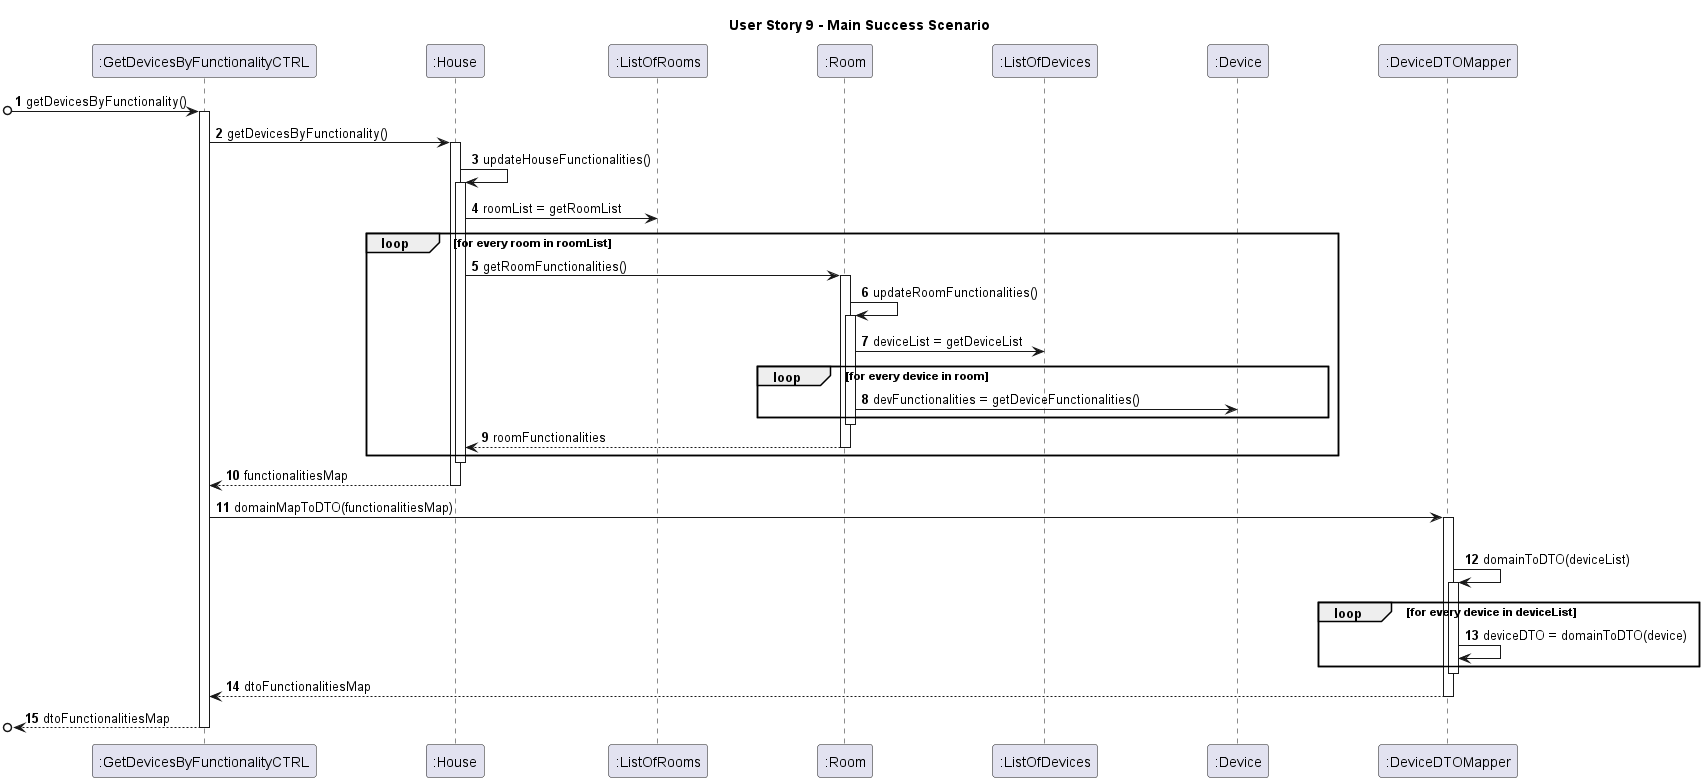 User Story 9 - Main Success Scenario
:GetDevicesByFunctionalityCTRL
:House
:ListOfRooms
:Room
:ListOfDevices
:Device
:DeviceDTOMapper
1 getDevicesByFunctionality()
2 getDevicesByFunctionality()
3 updateHouseFunctionalities()
4 roomList = getRoomList
loop [for every room in roomList]
5 getRoomFunctionalities()
6 updateRoomFunctionalities()
7 deviceList = getDeviceList
loop [for every device in room]
8 devFunctionalities = getDeviceFunctionalities()
9 roomFunctionalities
10 functionalitiesMap
11 domainMapToDTO(functionalitiesMap)
12 domainToDTO(deviceList)
loop [for every device in deviceList]
13 deviceDTO = domainToDTO(device)
14 dtoFunctionalitiesMap
15 dtoFunctionalitiesMap
:GetDevicesByFunctionalityCTRL
:House
:ListOfRooms
:Room
:ListOfDevices
:Device
:DeviceDTOMapper